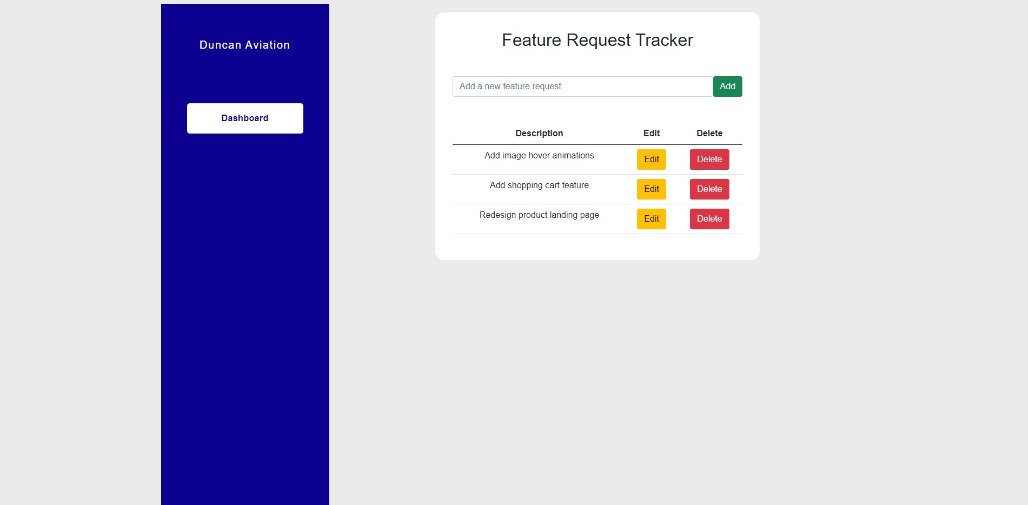 Duncan Aviation
Dashboard
Feature Request Tracker
Add a new feature request Add
Description Edit Delete
Add image hover animations Edit Delete
Add shopping cart feature Edit Delete
Redesign product landing page Edit Delete